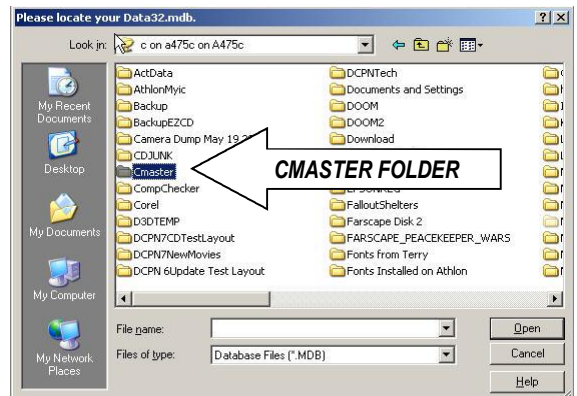 Please locate your Data32.mdb.
Look in:
c on a475c on A475c
My Recent
Documents
Desktop
My Documents
My Computer
My Network
Places
ActData
AthlonMyic
Backup
BackupEZCD
Camera Dump May 19
CDJUNK
Cmaster
CompChecker
Corel
D3DTEMP
DCPN7CDTestLayout
DCPN7NewMovies
DCPN 6Update Test Layout
DCPNTech
Documents and Settings
DOOM
DOOM2
Download
CMASTER FOLDER
FalloutShelters
Farscape Disk 2
FARSCAPE_PEACEKEEPER_WARS
Fonts from Terry
Fonts Installed on Athlon
File name:
Open
Files of type:
Database Files (*.MDB)
Cancel
Help